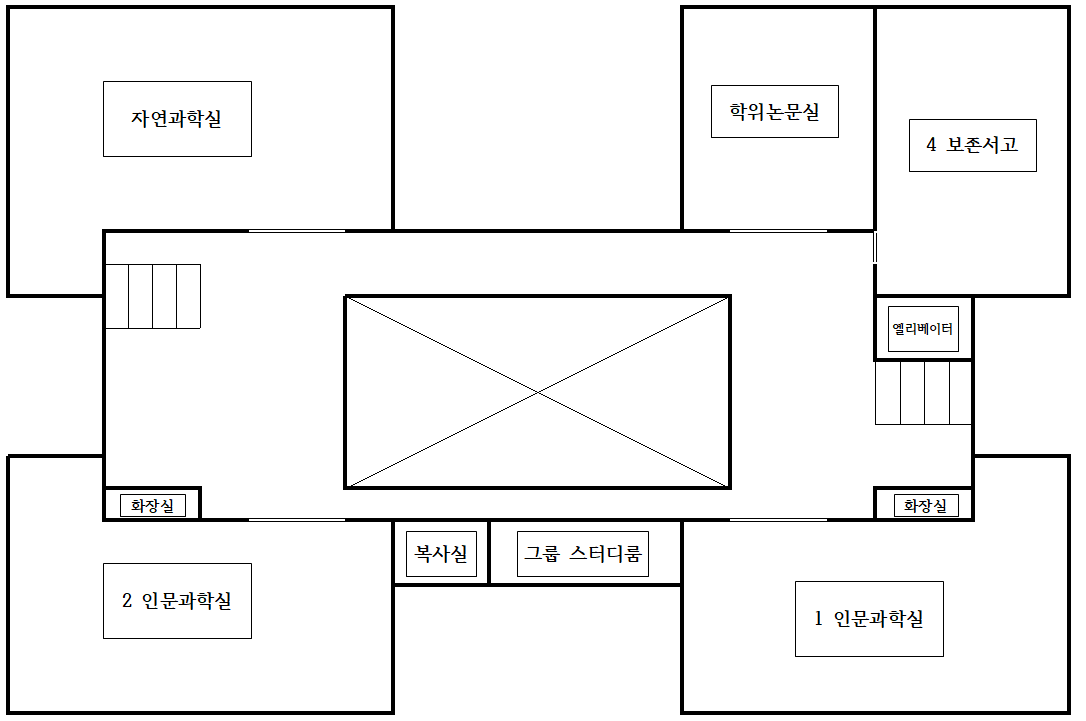 자연과학실
학위논문실
4 보존서고
엘리베이터
화장실
화장실
복사실
그룹 스터디룸
2 인문과학실
1 인문과학실